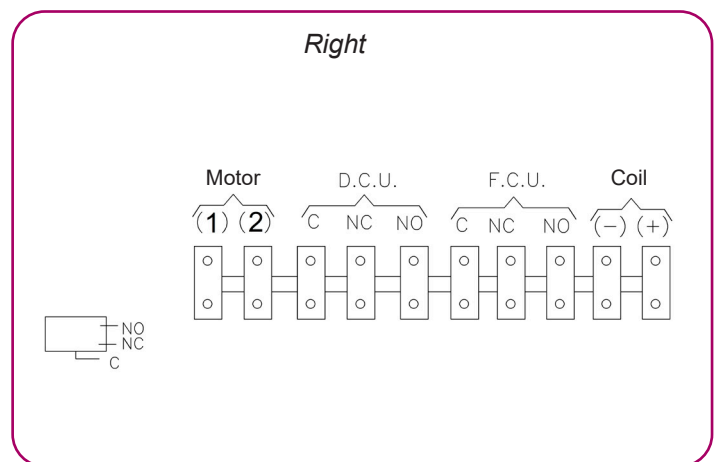 Right
Motor D.C.U. F.C.U. Coil
(1) (2) C NC NO C NC NO (−) (+)
NO
NC
C